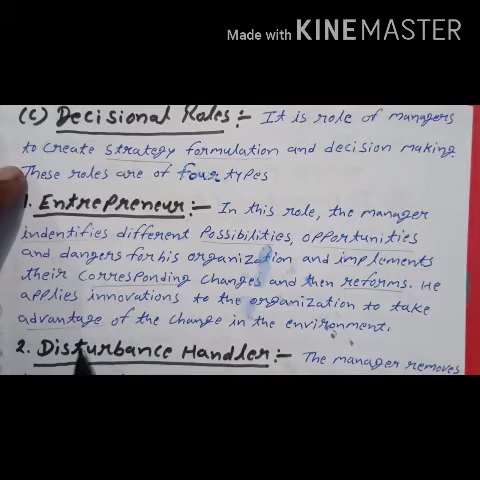 Made with KINEMASTER
(C) Decisional Roles:- It is role of managers
to create strategy formulation and decision making.
These roles are of four types
1. Entrepreneur:- In this role, the manager
indentifies different Possibilities, opportunities
and dangers for his organization and implements
their corresponding changes and then reforms. He
applies innovations to the organization to take
advantage of the change in the environment.
2. Disturbance Handler:- The manager removes